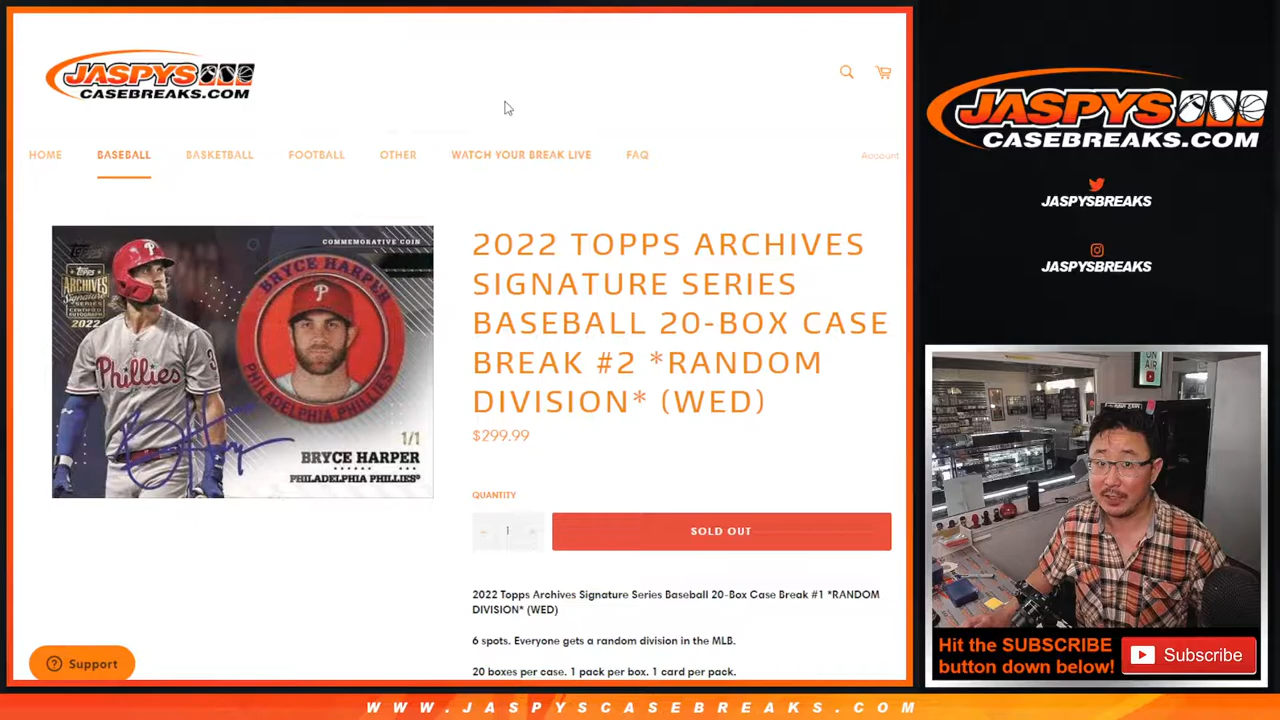 JASPYS
CASEBREAKS.COM
HOME
BASEBALL
BASKETBALL
FOOTBALL
OTHER
WATCH YOUR BREAK LIVE
FAQ
Account
COMMEMORATIVE COIN
topps
ARCHIVES
Signature
SERIES
CERTIFIED
AUTOGRAPH
2022
BRYCE HARPER
P
PHILADELPHIA PHILLIES
Phillies
3
1/1
BRYCE HARPER
PHILADELPHIA PHILLIES®
2022 TOPPS ARCHIVES
SIGNATURE SERIES
BASEBALL 20-BOX CASE
BREAK #2 *RANDOM
DIVISION* (WED)
$299.99
QUANTITY
1
SOLD OUT
2022 Topps Archives Signature Series Baseball 20-Box Case Break #1 *RANDOM
DIVISION* (WED)
6 spots. Everyone gets a random division in the MLB.
20 boxes per case. 1 pack per box. 1 card per pack.
Support
JASPYS
CASEBREAKS.COM
JASPYSBREAKS
JASPYSBREAKS
ON
AIR
Hit the SUBSCRIBE
button down below!
Subscribe
WWW.JASPYSCASEBREAKS.COM